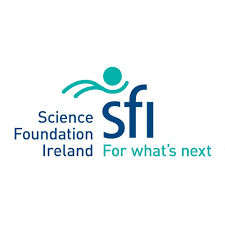 Science
Foundation
Ireland
sfi
For what's next